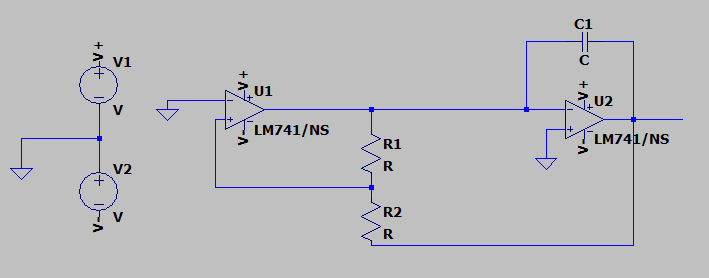 C1
C
V+
V1
V
V+
U1
LM741/NS
V-
V+
U2
LM741/NS
V-
R1
R
V2
V
V-
R2
R